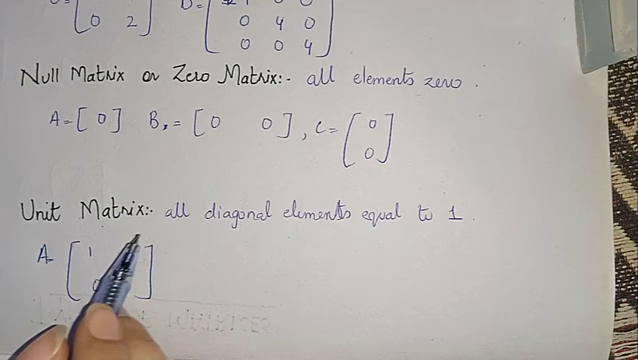 0 2 ] D= [ 0 4 0
0 0 4 ]
Null Matrix or Zero Matrix:- all elements zero.
A=[ 0 ] B,=[ 0 0 ], C=[ 0
0 ]
Unit Matrix:- all diagonal elements equal to 1.
A= [ 1 ]